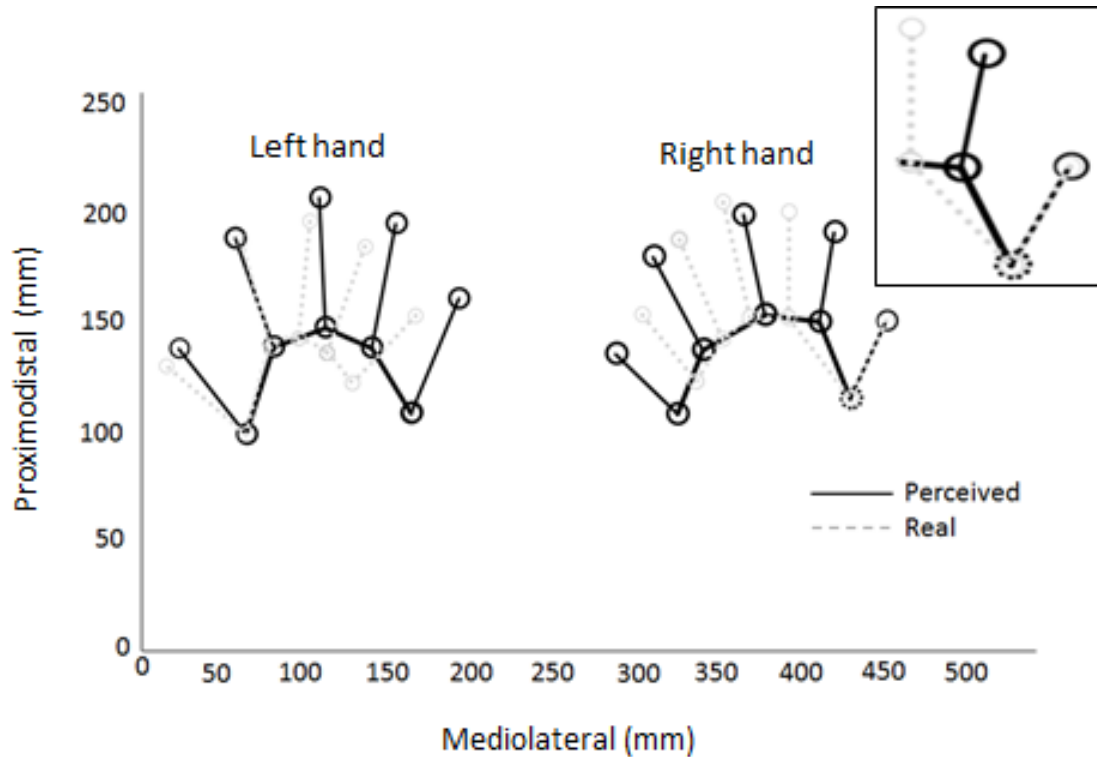 250
Left hand
Right hand
200
150
100
50
0
Proximodistal (mm)
Perceived
Real
0 50 100 150 200 250 300 350 400 450 500
Mediolateral (mm)